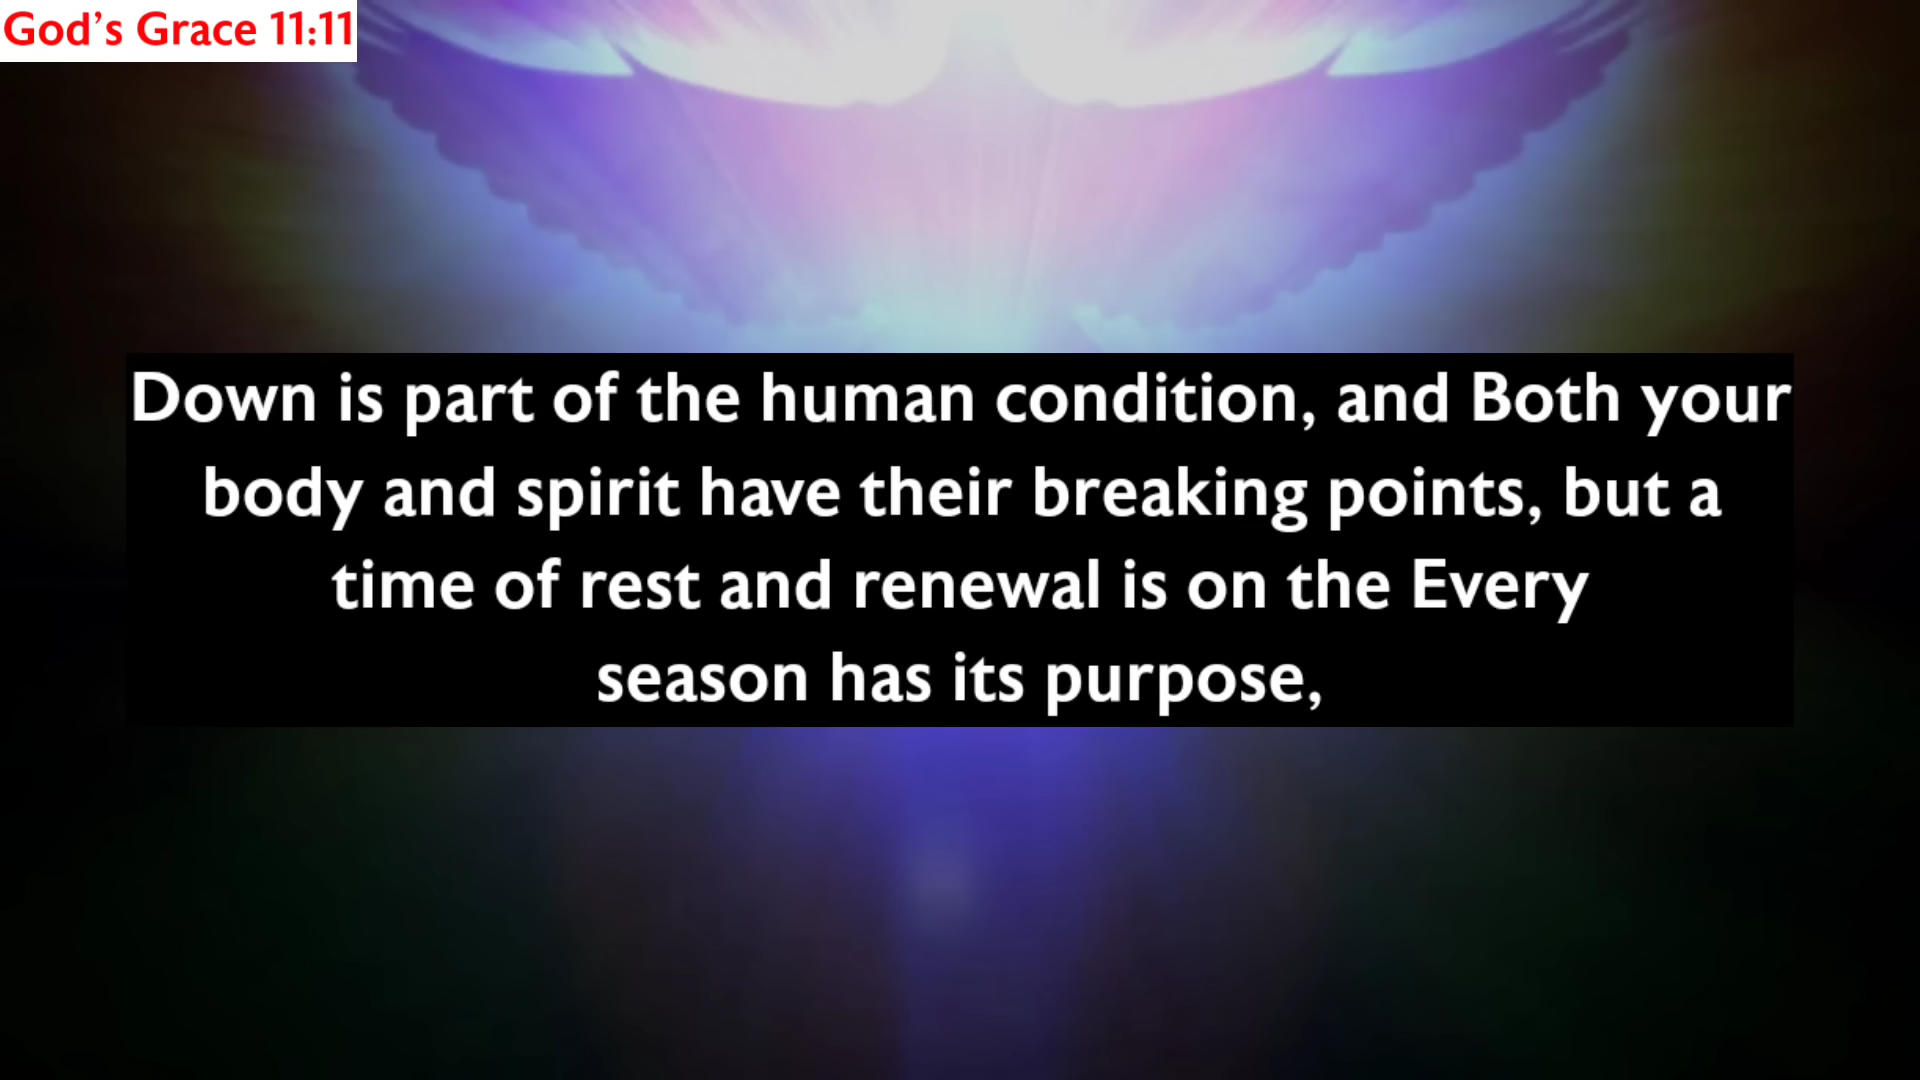 God's Grace 11:11
Down is part of the human condition, and Both your
body and spirit have their breaking points, but a
time of rest and renewal is on the Every
season has its purpose,